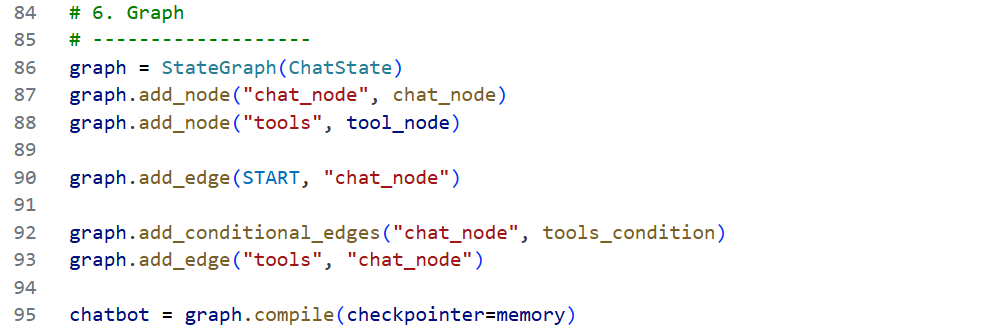 84 # 6. Graph
85 # -------------------
86 graph = StateGraph(ChatState)
87 graph.add_node("chat_node", chat_node)
88 graph.add_node("tools", tool_node)
89
90 graph.add_edge(START, "chat_node")
91
92 graph.add_conditional_edges("chat_node", tools_condition)
93 graph.add_edge("tools", "chat_node")
94
95 chatbot = graph.compile(checkpointer=memory)